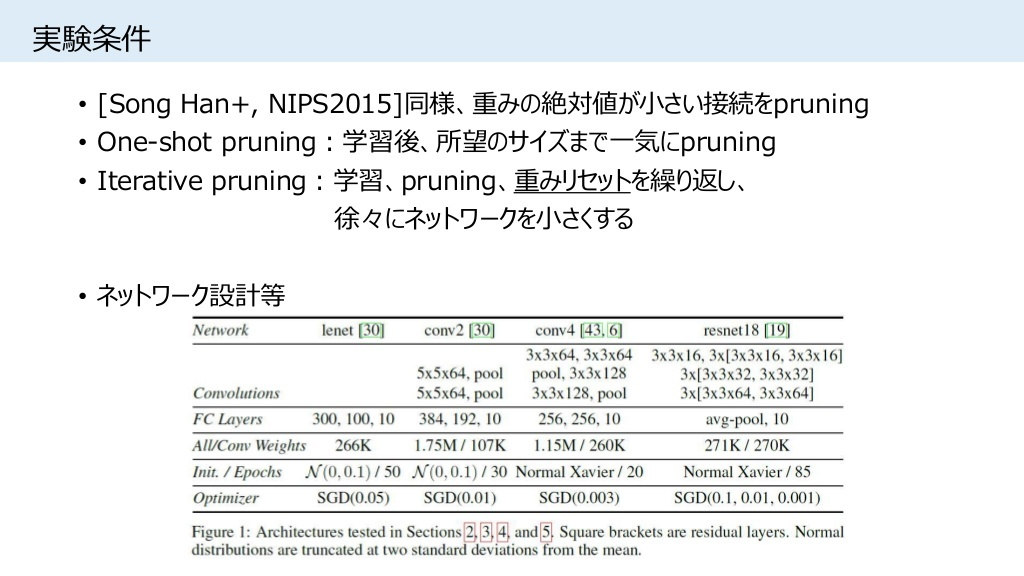 実験条件
• [Song Han+, NIPS2015]同様、重みの絶対値が小さい接続をpruning
• One-shot pruning：学習後、所望のサイズまで一気にpruning
• Iterative pruning：学習、pruning、重みリセットを繰り返し、
徐々にネットワークを小さくする
• ネットワーク設計等
Network lenet [30] conv2 [30] conv4 [43, 6] resnet18 [19]
3x3x64, 3x3x64 3x3x16, 3x[3x3x16, 3x3x16]
5x5x64, pool pool, 3x3x128 3x[3x3x32, 3x3x32]
Convolutions 5x5x64, pool 3x3x128, pool 3x[3x3x64, 3x3x64]
FC Layers 300, 100, 10 384, 192, 10 256, 256, 10 avg-pool, 10
All/Conv Weights 266K 1.75M / 107K 1.15M / 260K 271K / 270K
Init. / Epochs N(0, 0.1) / 50 N(0, 0.1) / 30 Normal Xavier / 20 Normal Xavier / 85
Optimizer SGD(0.05) SGD(0.01) SGD(0.003) SGD(0.1, 0.01, 0.001)
Figure 1: Architectures tested in Sections 2, 3, 4, and 5. Square brackets are residual layers. Normal
distributions are truncated at two standard deviations from the mean.